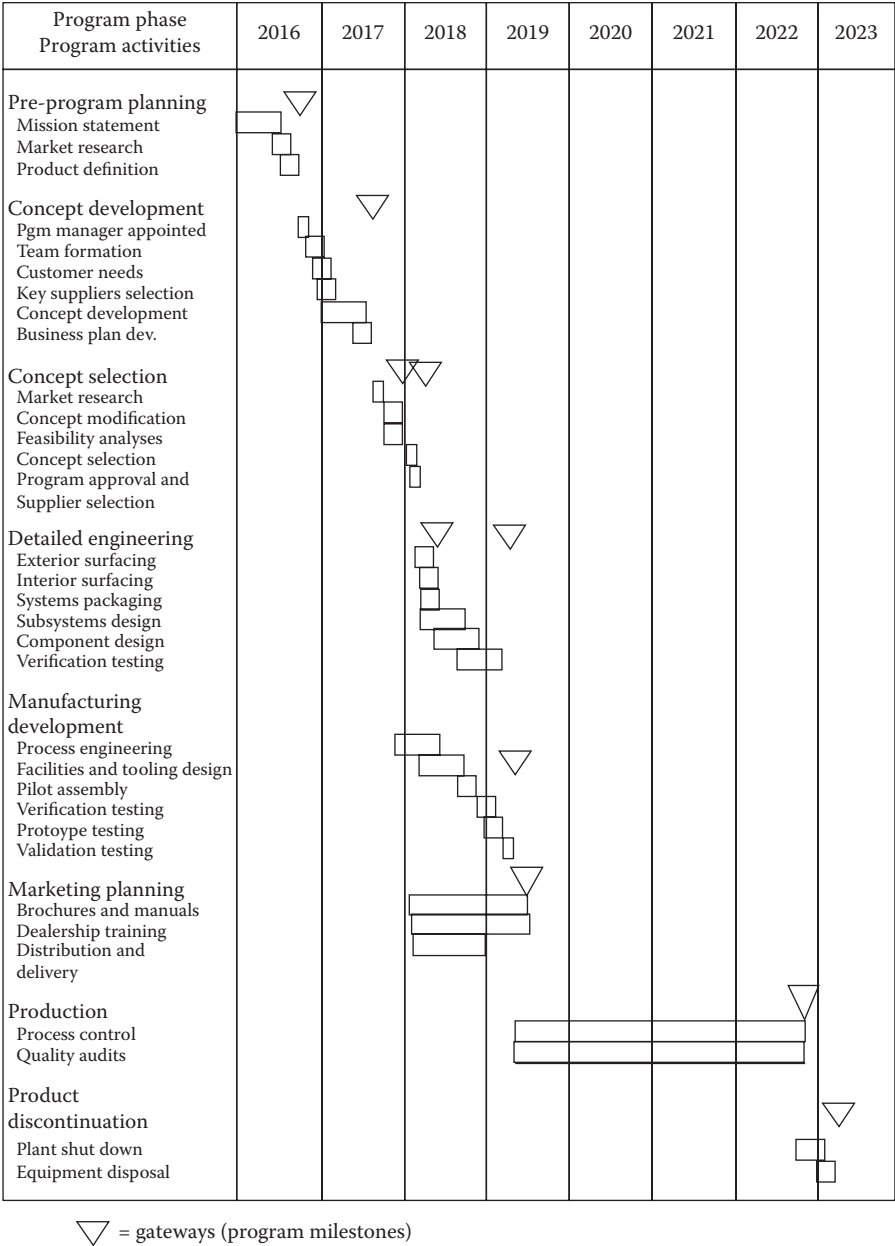 Program phase
Program activities
2016 2017 2018 2019 2020 2021 2022 2023
Pre-program planning
Mission statement
Market research
Product definition
Concept development
Pgm manager appointed
Team formation
Customer needs
Key suppliers selection
Concept development
Business plan dev.
Concept selection
Market research
Concept modification
Feasibility analyses
Concept selection
Program approval and
Supplier selection
Detailed engineering
Exterior surfacing
Interior surfacing
Systems packaging
Subsystems design
Component design
Verification testing
Manufacturing
development
Process engineering
Facilities and tooling design
Pilot assembly
Verification testing
Protoype testing
Validation testing
Marketing planning
Brochures and manuals
Dealership training
Distribution and
delivery
Production
Process control
Quality audits
Product
discontinuation
Plant shut down
Equipment disposal
= gateways (program milestones)